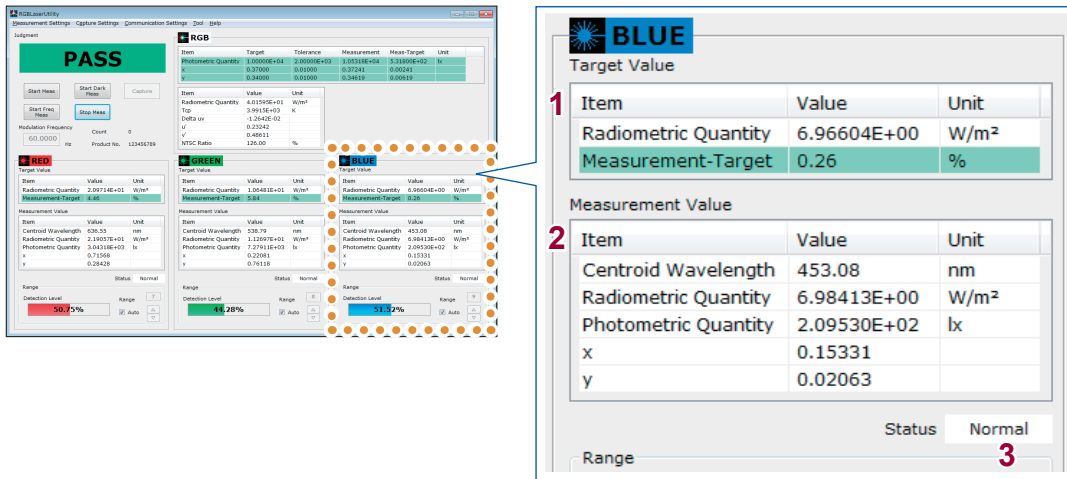 RGBLaserUtility
Measurement Settings Capture Settings Communication Settings Tool Help
Judgment
PASS
Start Meas
Start Dark Meas
Capture
Start Freq Meas
Stop Meas
Modulation Frequency
60.0000 Hz
Count 0
Product No. 123456789
RGB
Item Target Tolerance Measurement Meas-Target Unit
Photometric Quantity 1.00000E+04 2.00000E+03 1.05318E+04 5.31800E+02 lx
x 0.37000 0.01000 0.37241 0.00241
y 0.34000 0.01000 0.34619 0.00619
Item Value Unit
Radiometric Quantity 4.01595E+01 W/m²
Tcp 3.9915E+03 K
Delta uv -1.2642E-02
u' 0.23242
v' 0.48611
NTSC Ratio 126.00 %
RED
Target Value
Item Value Unit
Radiometric Quantity 2.09714E+01 W/m²
Measurement-Target 4.46 %
Measurement Value
Item Value Unit
Centroid Wavelength 636.55 nm
Radiometric Quantity 2.19057E+01 W/m²
Photometric Quantity 3.04318E+03 lx
x 0.71568
y 0.28428
Status Normal
Range
Detection Level
50.75%
Range 7
Auto
GREEN
Target Value
Item Value Unit
Radiometric Quantity 1.06481E+01 W/m²
Measurement-Target 5.84 %
Measurement Value
Item Value Unit
Centroid Wavelength 538.79 nm
Radiometric Quantity 1.12697E+01 W/m²
Photometric Quantity 7.27911E+03 lx
x 0.22081
y 0.76118
Status Normal
Range
Detection Level
44.28%
Range 8
Auto
BLUE
Target Value
Item Value Unit
Radiometric Quantity 6.96604E+00 W/m²
Measurement-Target 0.26 %
Measurement Value
Item Value Unit
Centroid Wavelength 453.08 nm
Radiometric Quantity 6.98413E+00 W/m²
Photometric Quantity 2.09530E+02 lx
x 0.15331
y 0.02063
Status Normal
Range
Detection Level
51.52%
Range 9
Auto
BLUE
Target Value
1
Item Value Unit
Radiometric Quantity 6.96604E+00 W/m²
Measurement-Target 0.26 %
Measurement Value
2
Item Value Unit
Centroid Wavelength 453.08 nm
Radiometric Quantity 6.98413E+00 W/m²
Photometric Quantity 2.09530E+02 lx
x 0.15331
y 0.02063
Status Normal
3
Range